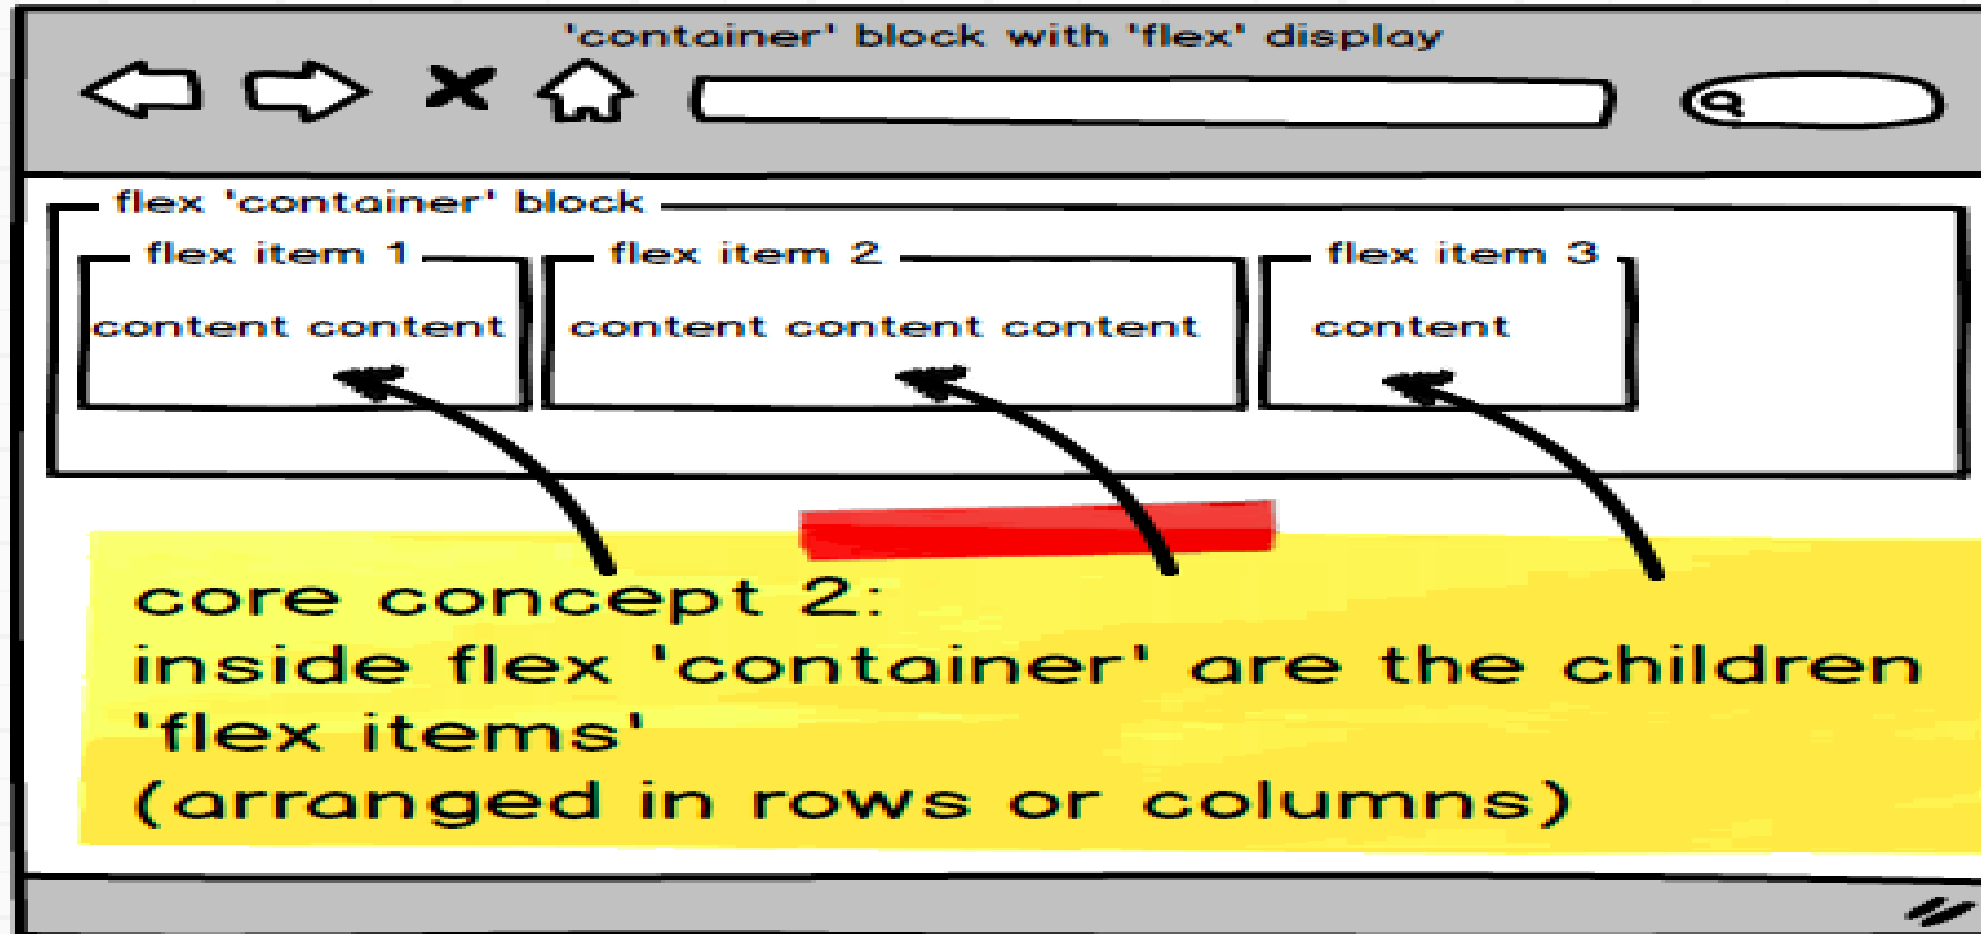 'container' block with 'flex' display
flex 'container' block
flex item 1
flex item 2
flex item 3
content content
content content content
content
core concept 2:
inside flex 'container' are the children
'flex items'
(arranged in rows or columns)